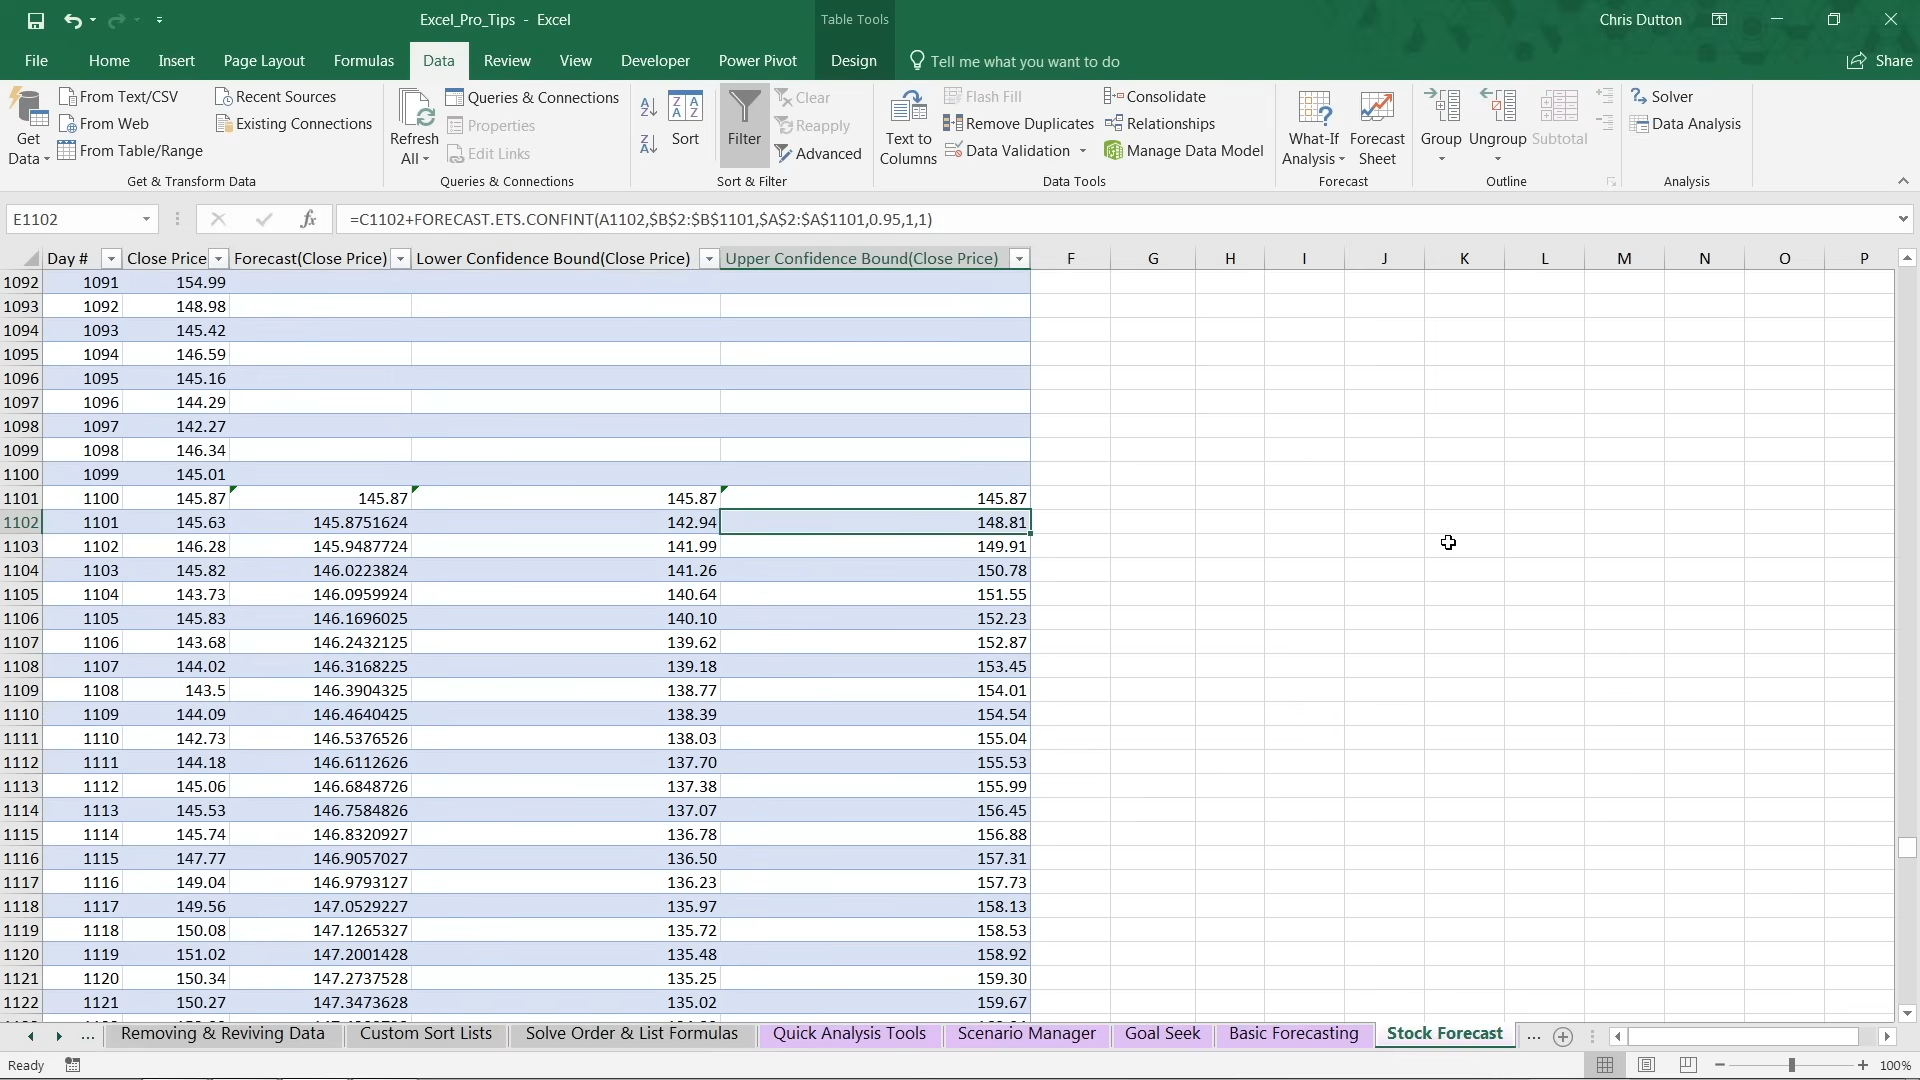 Excel_Pro_Tips - Excel
Table Tools
Chris Dutton
File Home Insert Page Layout Formulas Data Review View Developer Power Pivot Design Tell me what you want to do Share
Get Data
From Text/CSV
From Web
From Table/Range
Recent Sources
Existing Connections
Get & Transform Data
Refresh All
Queries & Connections
Properties
Edit Links
Queries & Connections
Sort
Filter
Clear
Reapply
Advanced
Sort & Filter
Text to Columns
Flash Fill
Remove Duplicates
Data Validation
Consolidate
Relationships
Manage Data Model
Data Tools
What-If Analysis
Forecast Sheet
Forecast
Group
Ungroup
Subtotal
Outline
Solver
Data Analysis
Analysis
E1102 fx =C1102+FORECAST.ETS.CONFINT(A1102,$B$2:$B$1101,$A$2:$A$1101,0.95,1,1)
Day # Close Price Forecast(Close Price) Lower Confidence Bound(Close Price) Upper Confidence Bound(Close Price) F G H I J K L M N O P
1092 1091 154.99
1093 1092 148.98
1094 1093 145.42
1095 1094 146.59
1096 1095 145.16
1097 1096 144.29
1098 1097 142.27
1099 1098 146.34
1100 1099 145.01
1101 1100 145.87 145.87 145.87 145.87
1102 1101 145.63 145.8751624 142.94 148.81
1103 1102 146.28 145.9487724 141.99 149.91
1104 1103 145.82 146.0223824 141.26 150.78
1105 1104 143.73 146.0959924 140.64 151.55
1106 1105 145.83 146.1696025 140.10 152.23
1107 1106 143.68 146.2432125 139.62 152.87
1108 1107 144.02 146.3168225 139.18 153.45
1109 1108 143.5 146.3904325 138.77 154.01
1110 1109 144.09 146.4640425 138.39 154.54
1111 1110 142.73 146.5376526 138.03 155.04
1112 1111 144.18 146.6112626 137.70 155.53
1113 1112 145.06 146.6848726 137.38 155.99
1114 1113 145.53 146.7584826 137.07 156.45
1115 1114 145.74 146.8320927 136.78 156.88
1116 1115 147.77 146.9057027 136.50 157.31
1117 1116 149.04 146.9793127 136.23 157.73
1118 1117 149.56 147.0529227 135.97 158.13
1119 1118 150.08 147.1265327 135.72 158.53
1120 1119 151.02 147.2001428 135.48 158.92
1121 1120 150.34 147.2737528 135.25 159.30
1122 1121 150.27 147.3473628 135.02 159.67
... Removing & Reviving Data Custom Sort Lists Solve Order & List Formulas Quick Analysis Tools Scenario Manager Goal Seek Basic Forecasting Stock Forecast ...
Ready 100%